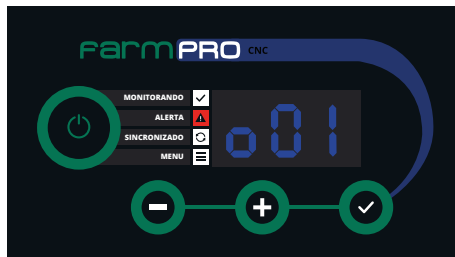 FarmPRO CNC
MONITORANDO
ALERTA
SINCRONIZADO
MENU
o01